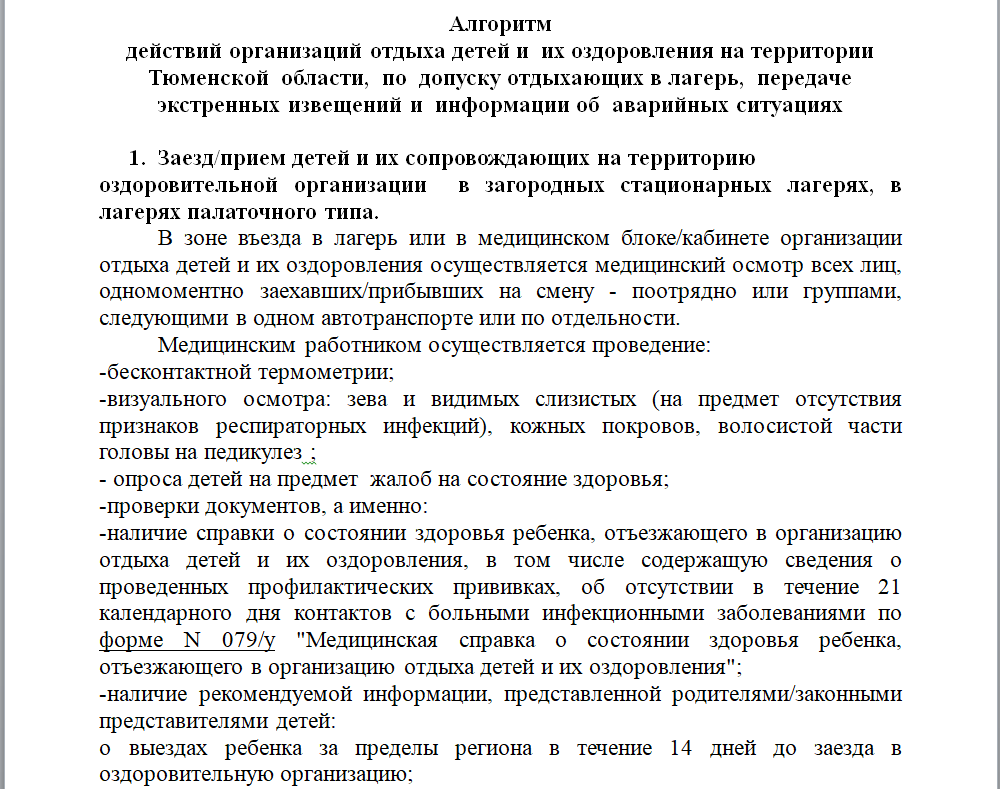 Алгоритм
действий организаций отдыха детей и их оздоровления на территории
Тюменской области, по допуску отдыхающих в лагерь, передаче
экстренных извещений и информации об аварийных ситуациях
1. Заезд/прием детей и их сопровождающих на территорию
оздоровительной организации в загородных стационарных лагерях, в
лагерях палаточного типа.
В зоне въезда в лагерь или в медицинском блоке/кабинете организации
отдыха детей и их оздоровления осуществляется медицинский осмотр всех лиц,
одномоментно заехавших/прибывших на смену - поотрядно или группами,
следующими в одном автотранспорте или по отдельности.
Медицинским работником осуществляется проведение:
-бесконтактной термометрии;
-визуального осмотра: зева и видимых слизистых (на предмет отсутствия
признаков респираторных инфекций), кожных покровов, волосистой части
головы на педикулез ;
- опроса детей на предмет жалоб на состояние здоровья;
-проверки документов, а именно:
-наличие справки о состоянии здоровья ребенка, отъезжающего в организацию
отдыха детей и их оздоровления, в том числе содержащую сведения о
проведенных профилактических прививках, об отсутствии в течение 21
календарного дня контактов с больными инфекционными заболеваниями по
форме N 079/у "Медицинская справка о состоянии здоровья ребенка,
отъезжающего в организацию отдыха детей и их оздоровления";
-наличие рекомендуемой информации, представленной родителями/законными
представителями детей:
о выездах ребенка за пределы региона в течение 14 дней до заезда в
оздоровительную организацию;